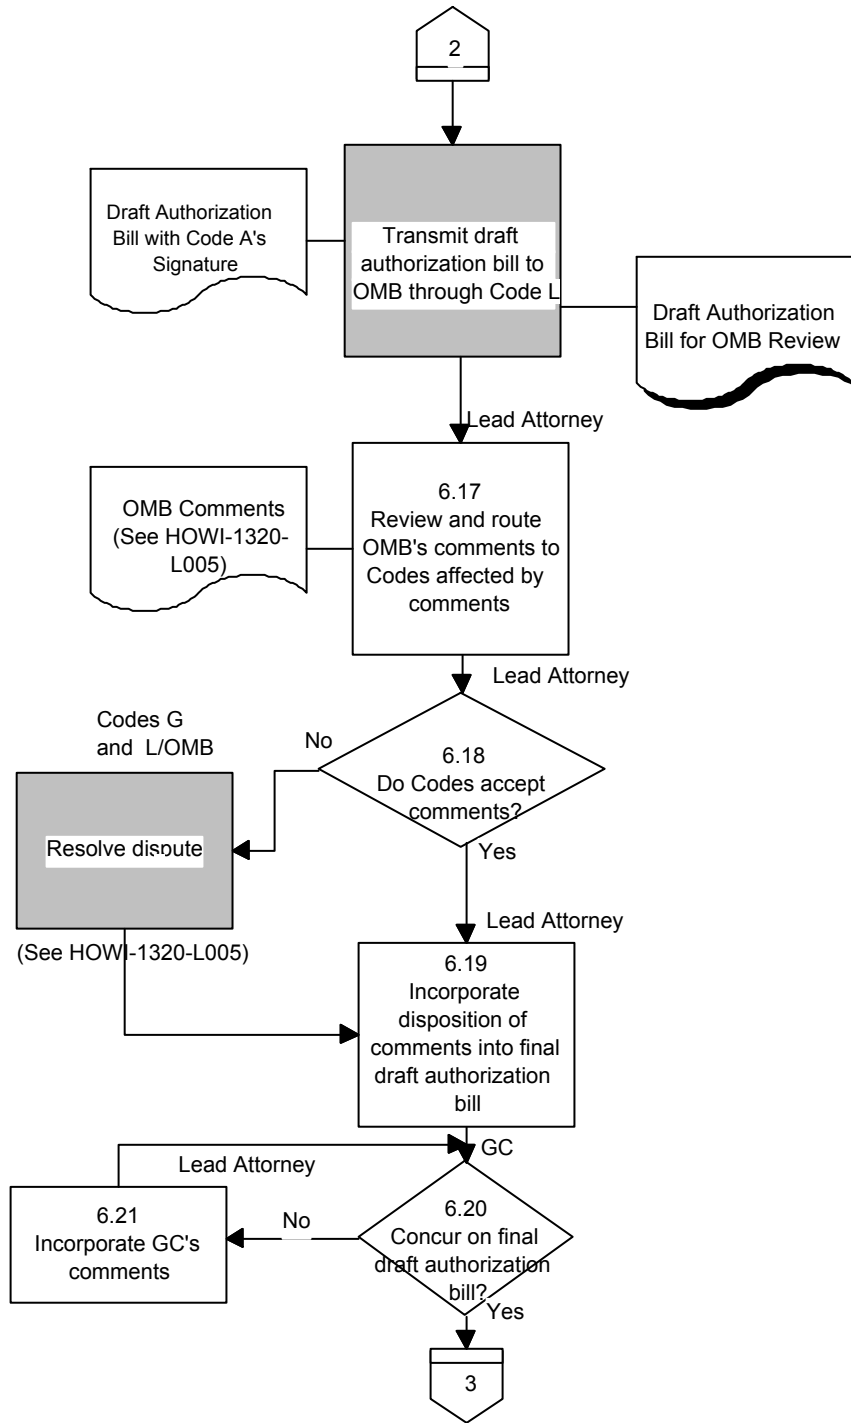 2
Draft Authorization
Bill with Code A's
Signature
Transmit draft
authorization bill to
OMB through Code L
Draft Authorization
Bill for OMB Review
Lead Attorney
OMB Comments
(See HOWI-1320-
L005)
6.17
Review and route
OMB's comments to
Codes affected by
comments
Lead Attorney
Codes G
and L/OMB
No
6.18
Do Codes accept
comments?
Resolve dispute
Yes
Lead Attorney
(See HOWI-1320-L005)
6.19
Incorporate
disposition of
comments into final
draft authorization
bill
GC
Lead Attorney
6.21
Incorporate GC's
comments
No
6.20
Concur on final
draft authorization
bill?
Yes
3